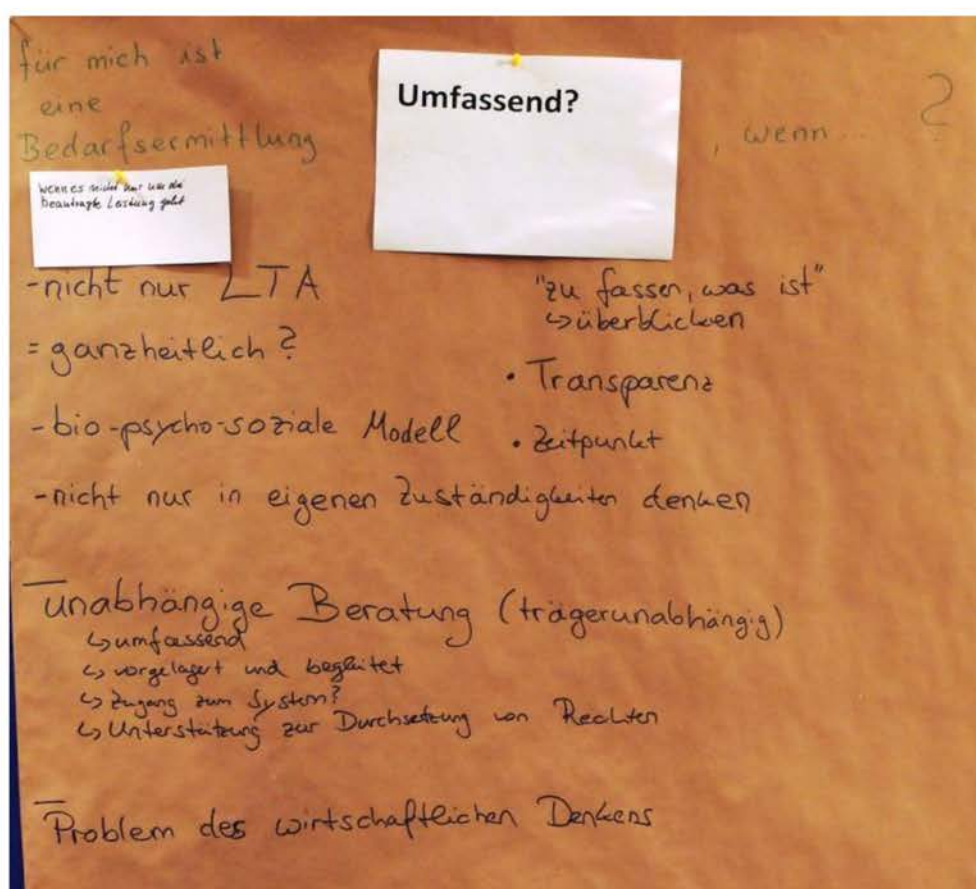 für mich ist
eine
Bedarfsermittlung
Umfassend?
, wenn... ?
wenn es nicht nur um die
beantragte Leistung geht
-nicht nur LTA
= ganzheitlich?
-bio-psycho-soziale Modell
-nicht nur in eigenen Zuständigkeiten denken
"zu fassen, was ist"
↳ überblicken
• Transparenz
• Zeitpunkt
- unabhängige Beratung (trägerunabhängig)
↳ umfassend
↳ vorgelagert und begleitet
↳ Zugang zum System?
↳ Unterstützung zur Durchsetzung von Rechten
- Problem des wirtschaftlichen Denkens